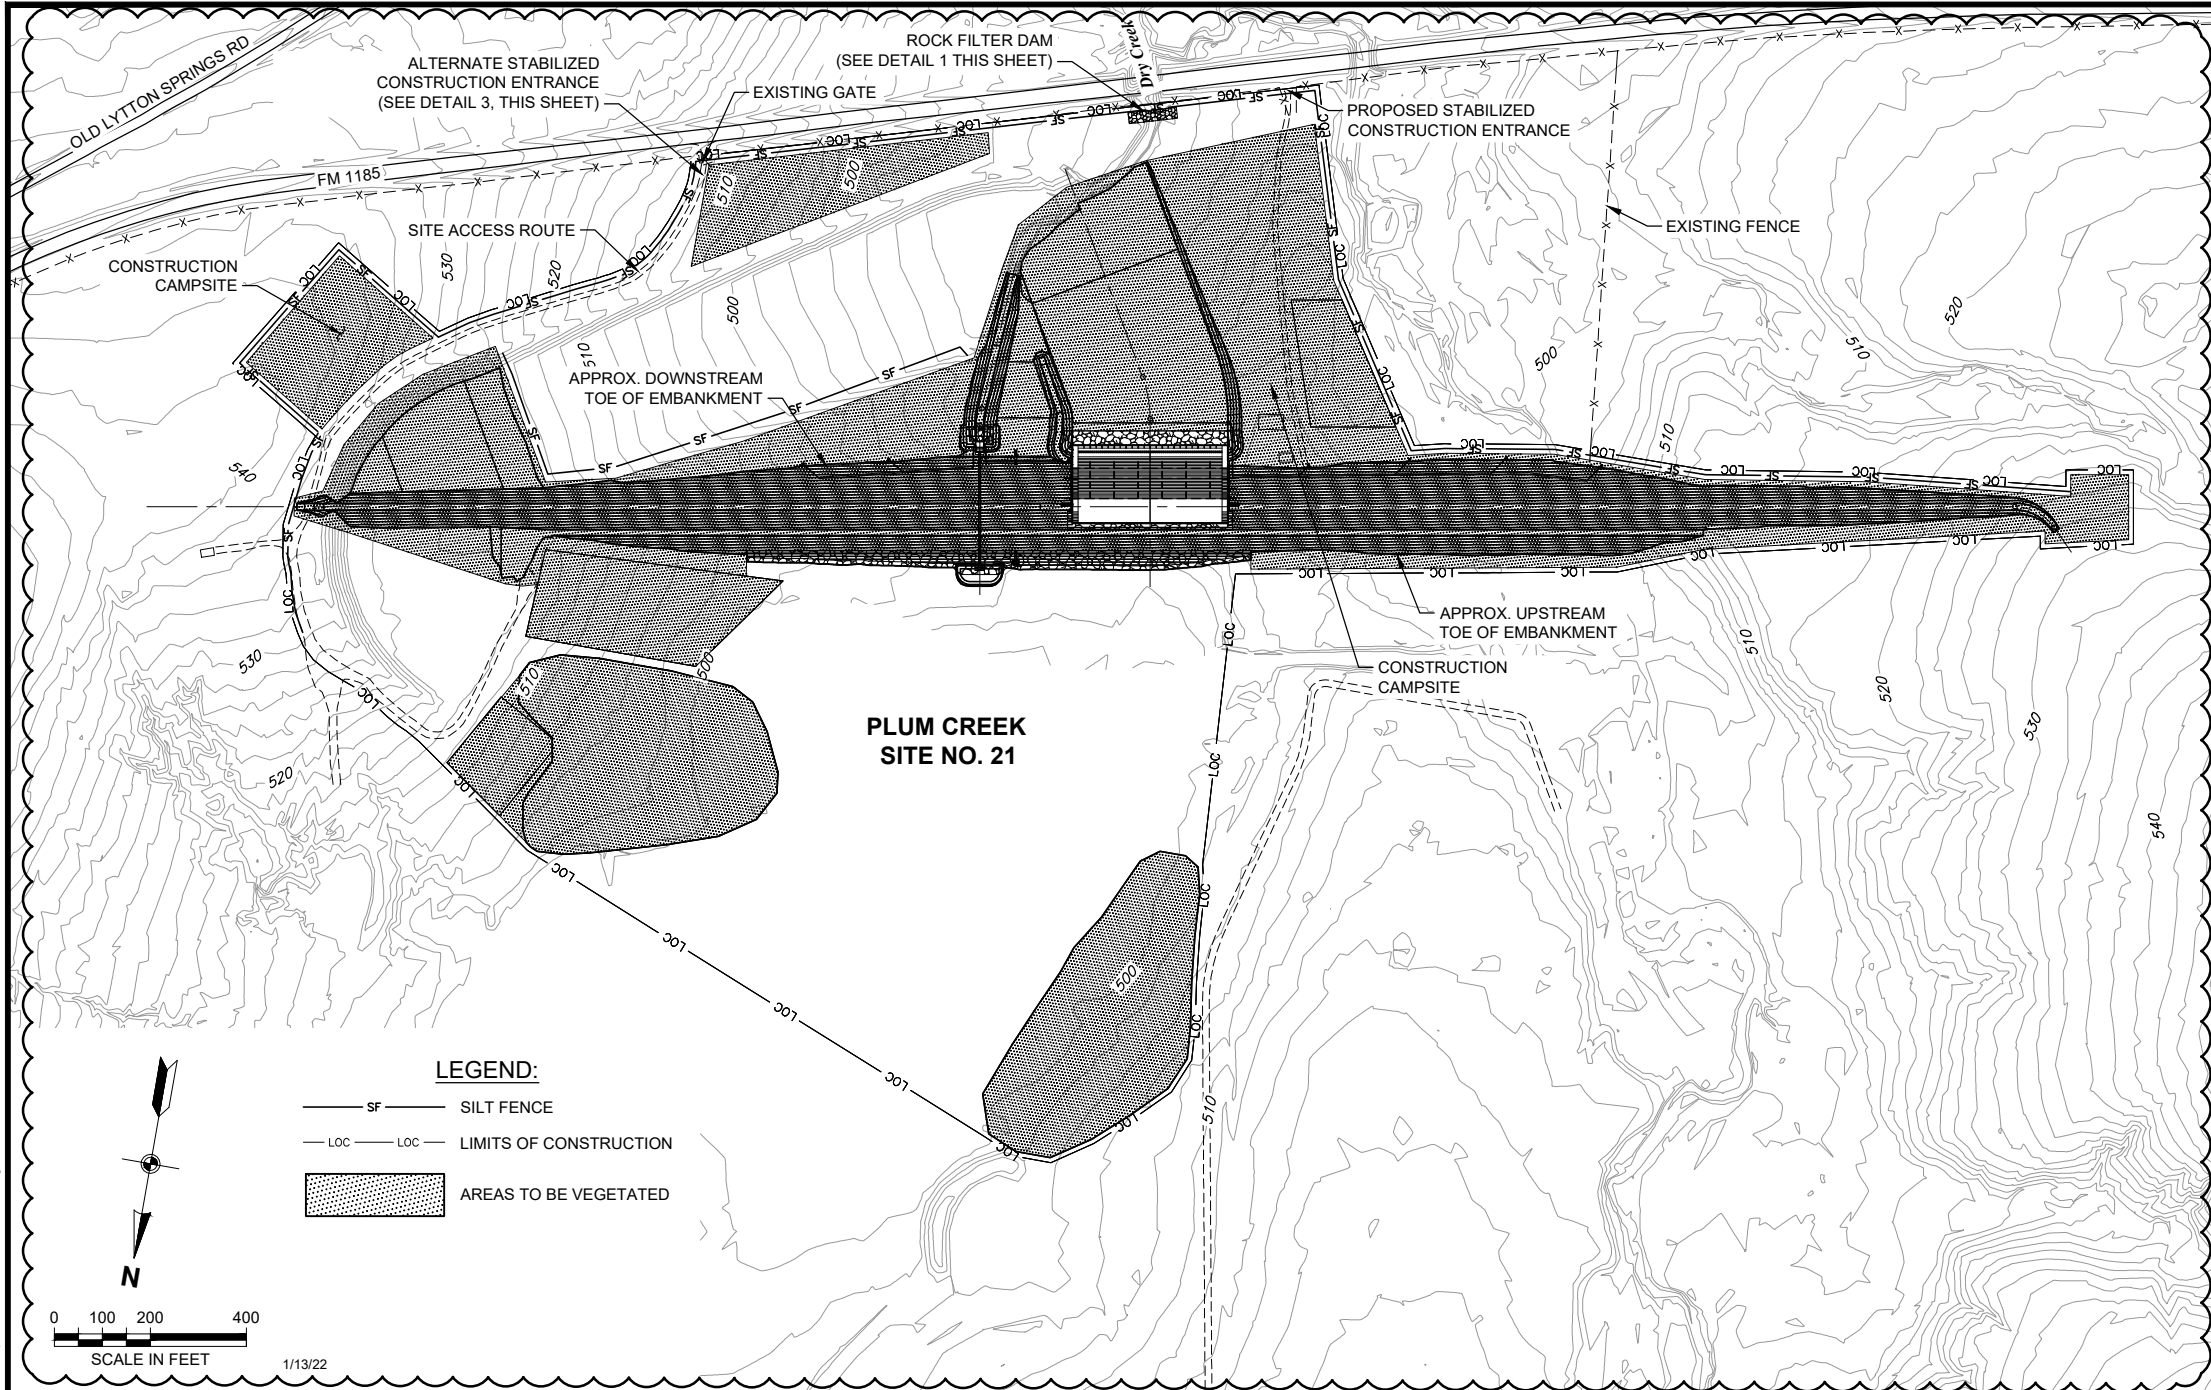 OLD LYTTON SPRINGS RD
ALTERNATE STABILIZED
CONSTRUCTION ENTRANCE
(SEE DETAIL 3, THIS SHEET)
EXISTING GATE
ROCK FILTER DAM
(SEE DETAIL 1 THIS SHEET)
Dry Creek
PROPOSED STABILIZED
CONSTRUCTION ENTRANCE
FM 1185
SITE ACCESS ROUTE
EXISTING FENCE
CONSTRUCTION
CAMPSITE
530
520
510
500
500
510
APPROX. DOWNSTREAM
TOE OF EMBANKMENT
500
510
520
510
540
APPROX. UPSTREAM
TOE OF EMBANKMENT
CONSTRUCTION
CAMPSITE
530
520
510
500
510
520
530
540
PLUM CREEK
SITE NO. 21
500
510
LEGEND:
SF SILT FENCE
LOC LOC LIMITS OF CONSTRUCTION
AREAS TO BE VEGETATED
N
0 100 200 400
SCALE IN FEET
1/13/22